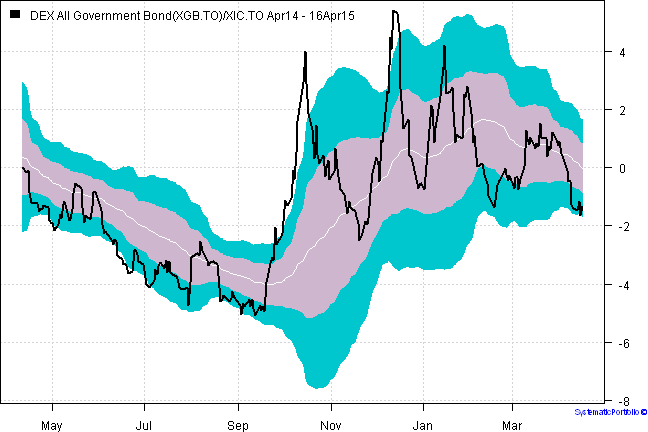 DEX All Government Bond(XGB.TO)/XIC.TO Apr14 - 16Apr15
4
2
0
-2
-4
-6
-8
May Jul Sep Nov Jan Mar
SystematicPortfolio ©